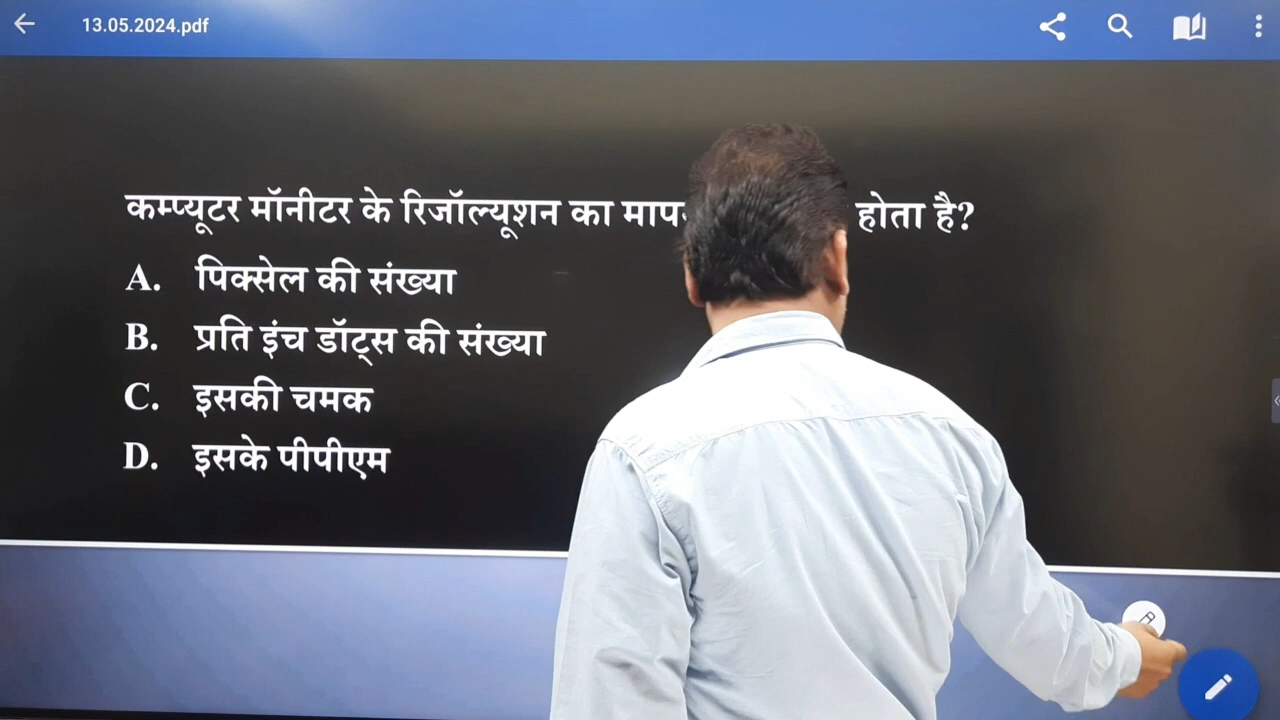 13.05.2024.pdf
कम्प्यूटर मॉनीटर के रिजॉल्यूशन का होता है?
A. पिक्सेल की संख्या
B. प्रति इंच डॉट्स की संख्या
C. इसकी चमक
D. इसके पीपीएम